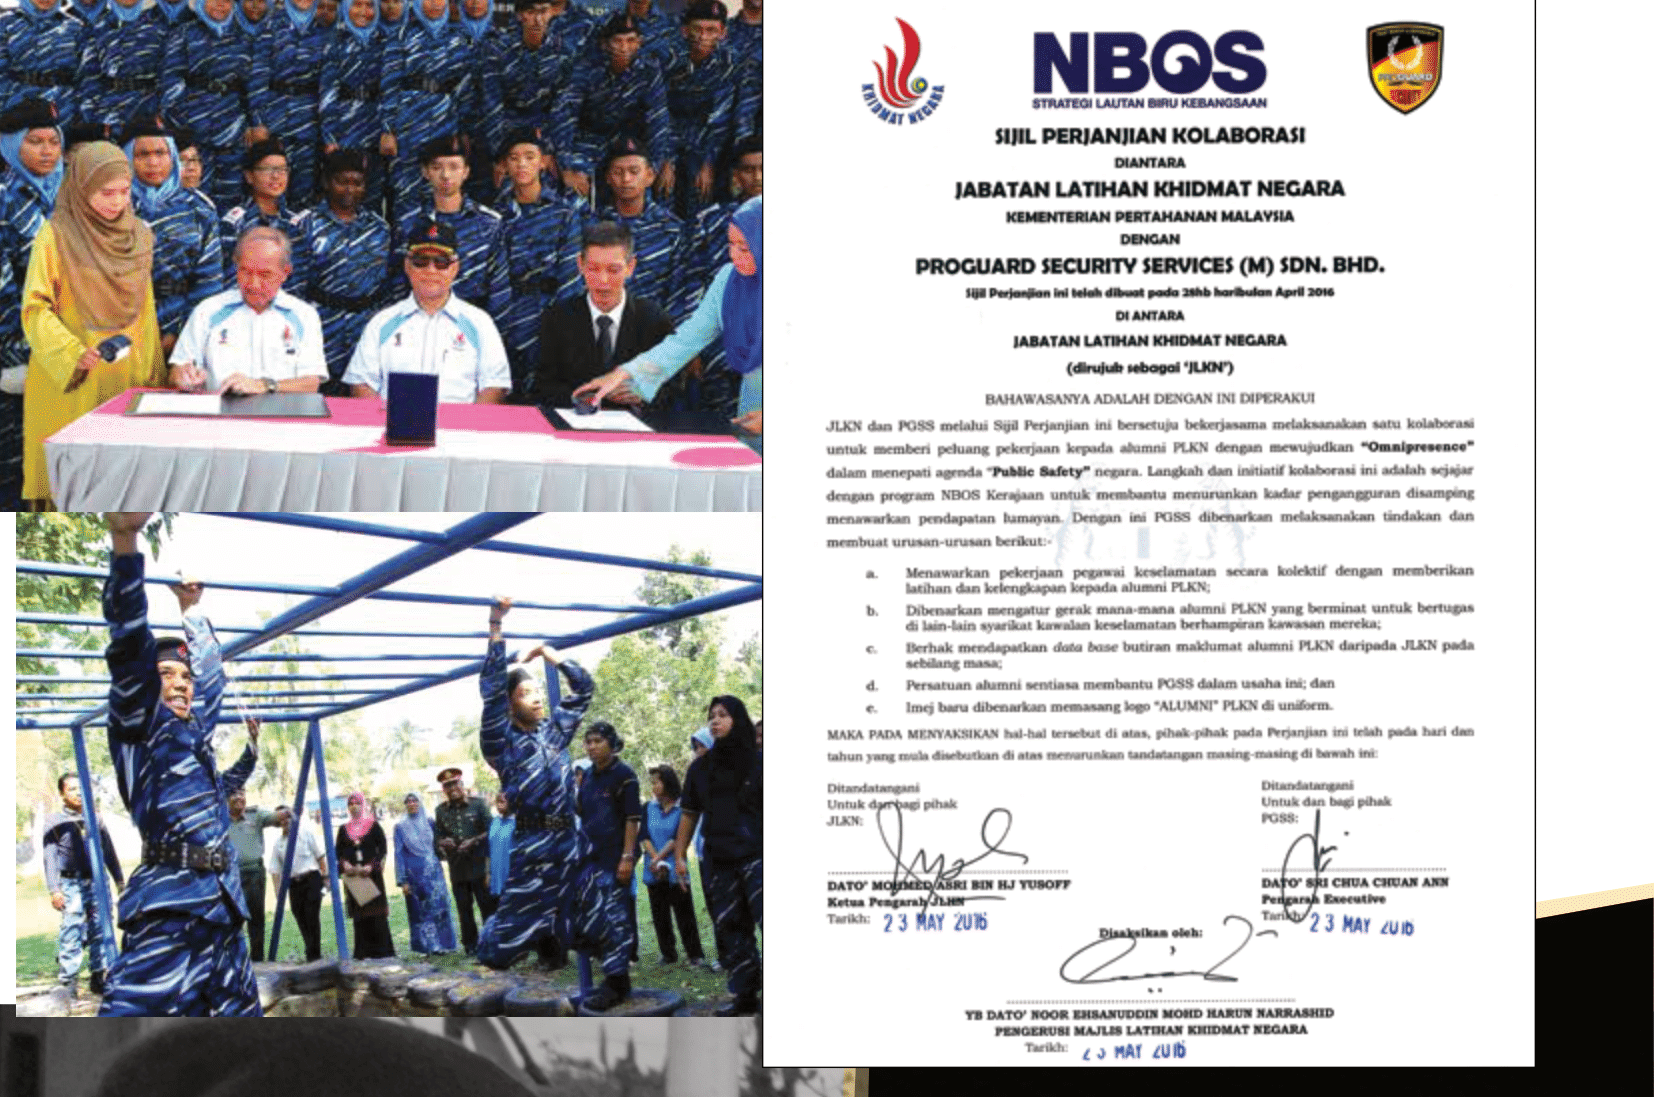 KHIDMAT NEGARA
NBOS
STRATEGI LAUTAN BIRU KEBANGSAAN
SIJIL PERJANJIAN KOLABORASI
DIANTARA
JABATAN LATIHAN KHIDMAT NEGARA
KEMENTERIAN PERTAHANAN MALAYSIA
DENGAN
PROGUARD SECURITY SERVICES (M) SDN. BHD.
Sijil Perjanjian ini telah dibuat pada 28hb haribulan April 2016
DI ANTARA
JABATAN LATIHAN KHIDMAT NEGARA
(dirujuk sebagai 'JLKN')
BAHAWASANYA ADALAH DENGAN INI DIPERAKUI
JLKN dan PGSS melalui Sijil Perjanjian ini bersetuju bekerjasama melaksanakan satu kolaborasi
untuk memberi peluang pekerjaan kepada alumni PLKN dengan mewujudkan "Omnipresence"
dalam menepati agenda "Public Safety" negara. Langkah dan initiatif kolaborasi ini adalah sejajar
dengan program NBOS Kerajaan untuk membantu menurunkan kadar pengangguran disamping
menawarkan pendapatan lumayan. Dengan ini PGSS dibenarkan melaksanakan tindakan dan
membuat urusan-urusan berikut:-
a. Menawarkan pekerjaan pegawai keselamatan secara kolektif dengan memberikan
latihan dan kelengkapan kepada alumni PLKN;
b. Dibenarkan mengatur gerak mana-mana alumni PLKN yang berminat untuk bertugas
di lain-lain syarikat kawalan keselamatan berhampiran kawasan mereka;
c. Berhak mendapatkan data base butiran maklumat alumni PLKN daripada JLKN pada
sebilang masa;
d. Persatuan alumni sentiasa membantu PGSS dalam usaha ini; dan
e. Imej baru dibenarkan memasang logo "ALUMNI" PLKN di uniform.
MAKA PADA MENYAKSIKAN hal-hal tersebut di atas, pihak-pihak pada Perjanjian ini telah pada hari dan
tahun yang mula disebutkan di atas menurunkan tandatangan masing-masing di bawah ini:
Ditandatangani
Untuk dan bagi pihak
JLKN:
DATO' MOHMED ASRI BIN HJ YUSOFF
Ketua Pengarah JLKN
Tarikh: 23 MAY 2016
Ditandatangani
Untuk dan bagi pihak
PGSS:
DATO' SRI CHUA CHUAN ANN
Pengarah Executive
Tarikh: 23 MAY 2016
Disaksikan oleh:
YB DATO' NOOR EHSANUDDIN MOHD HARUN NARRASHID
PENGERUSI MAJLIS LATIHAN KHIDMAT NEGARA
Tarikh: 23 MAY 2016